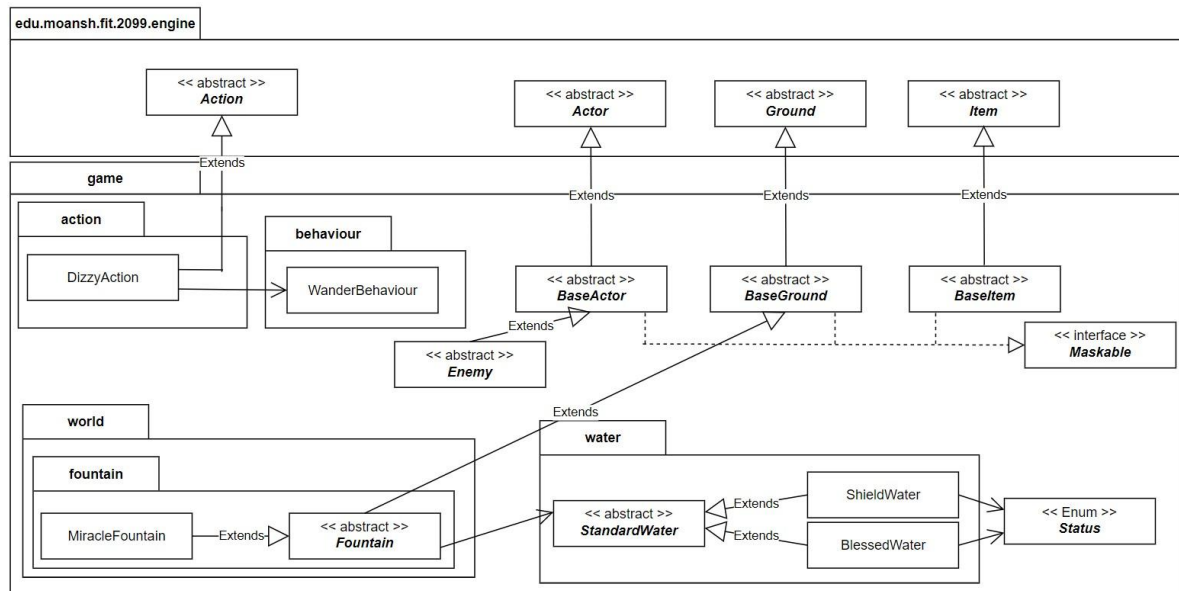 edu.moansh.fit.2099.engine
<< abstract >>
Action
<< abstract >>
Actor
<< abstract >>
Ground
<< abstract >>
Item
Extends
game
Extends
Extends
Extends
action
behaviour
DizzyAction
WanderBehaviour
<< abstract >>
BaseActor
<< abstract >>
BaseGround
<< abstract >>
BaseItem
Extends
<< abstract >>
Enemy
<< interface >>
Maskable
Extends
world
water
fountain
MiracleFountain
Extends
<< abstract >>
Fountain
<< abstract >>
StandardWater
Extends
Extends
ShieldWater
BlessedWater
<< Enum >>
Status